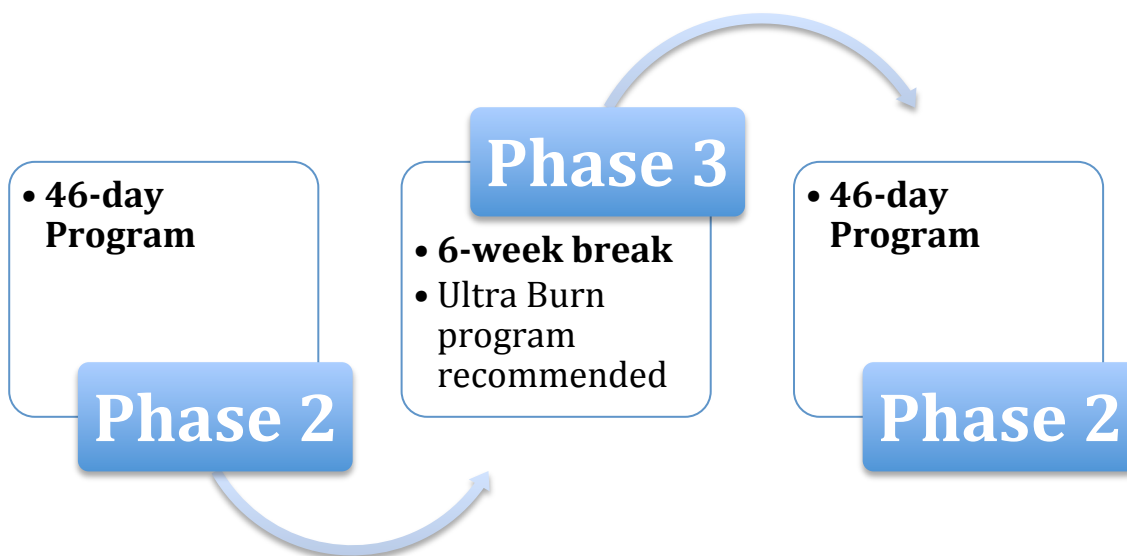 • 46-day
Program
Phase 2
Phase 3
• 6-week break
• Ultra Burn
program
recommended
• 46-day
Program
Phase 2